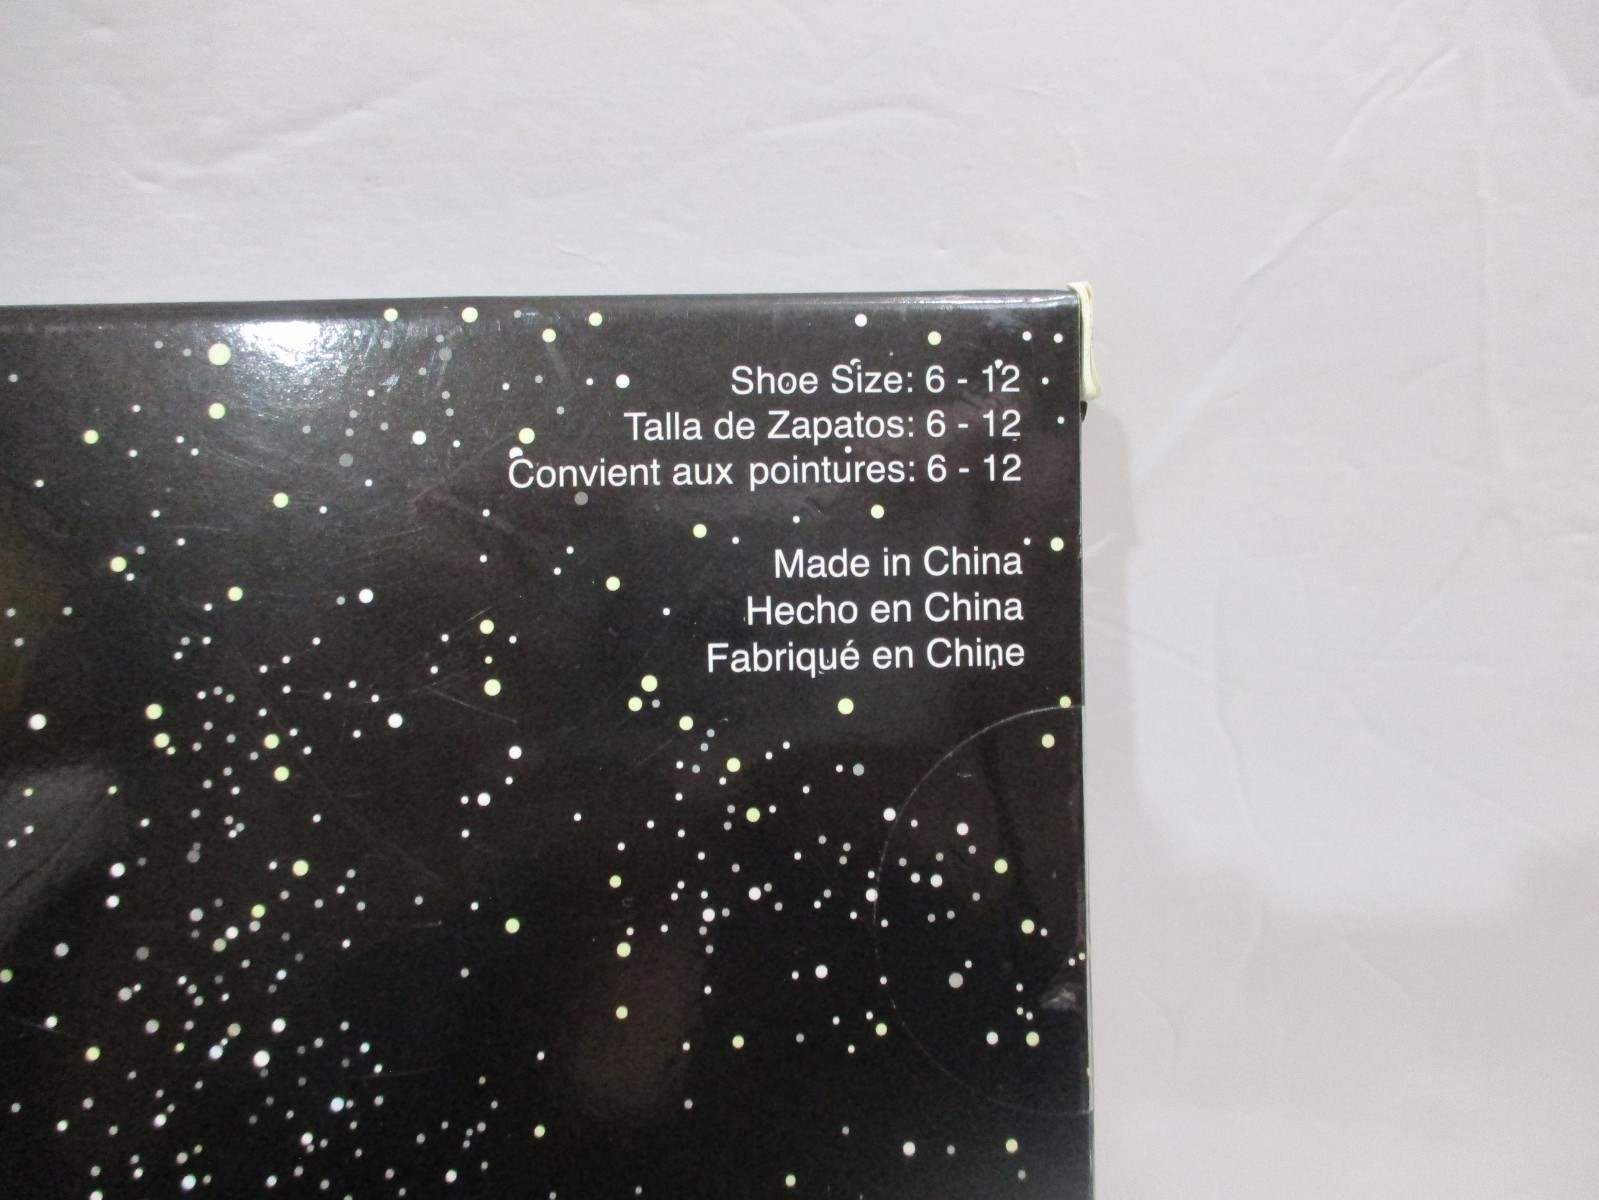 Shoe Size: 6 - 12
Talla de Zapatos: 6 - 12
Convient aux pointures: 6 - 12
Made in China
Hecho en China
Fabriqué en Chine